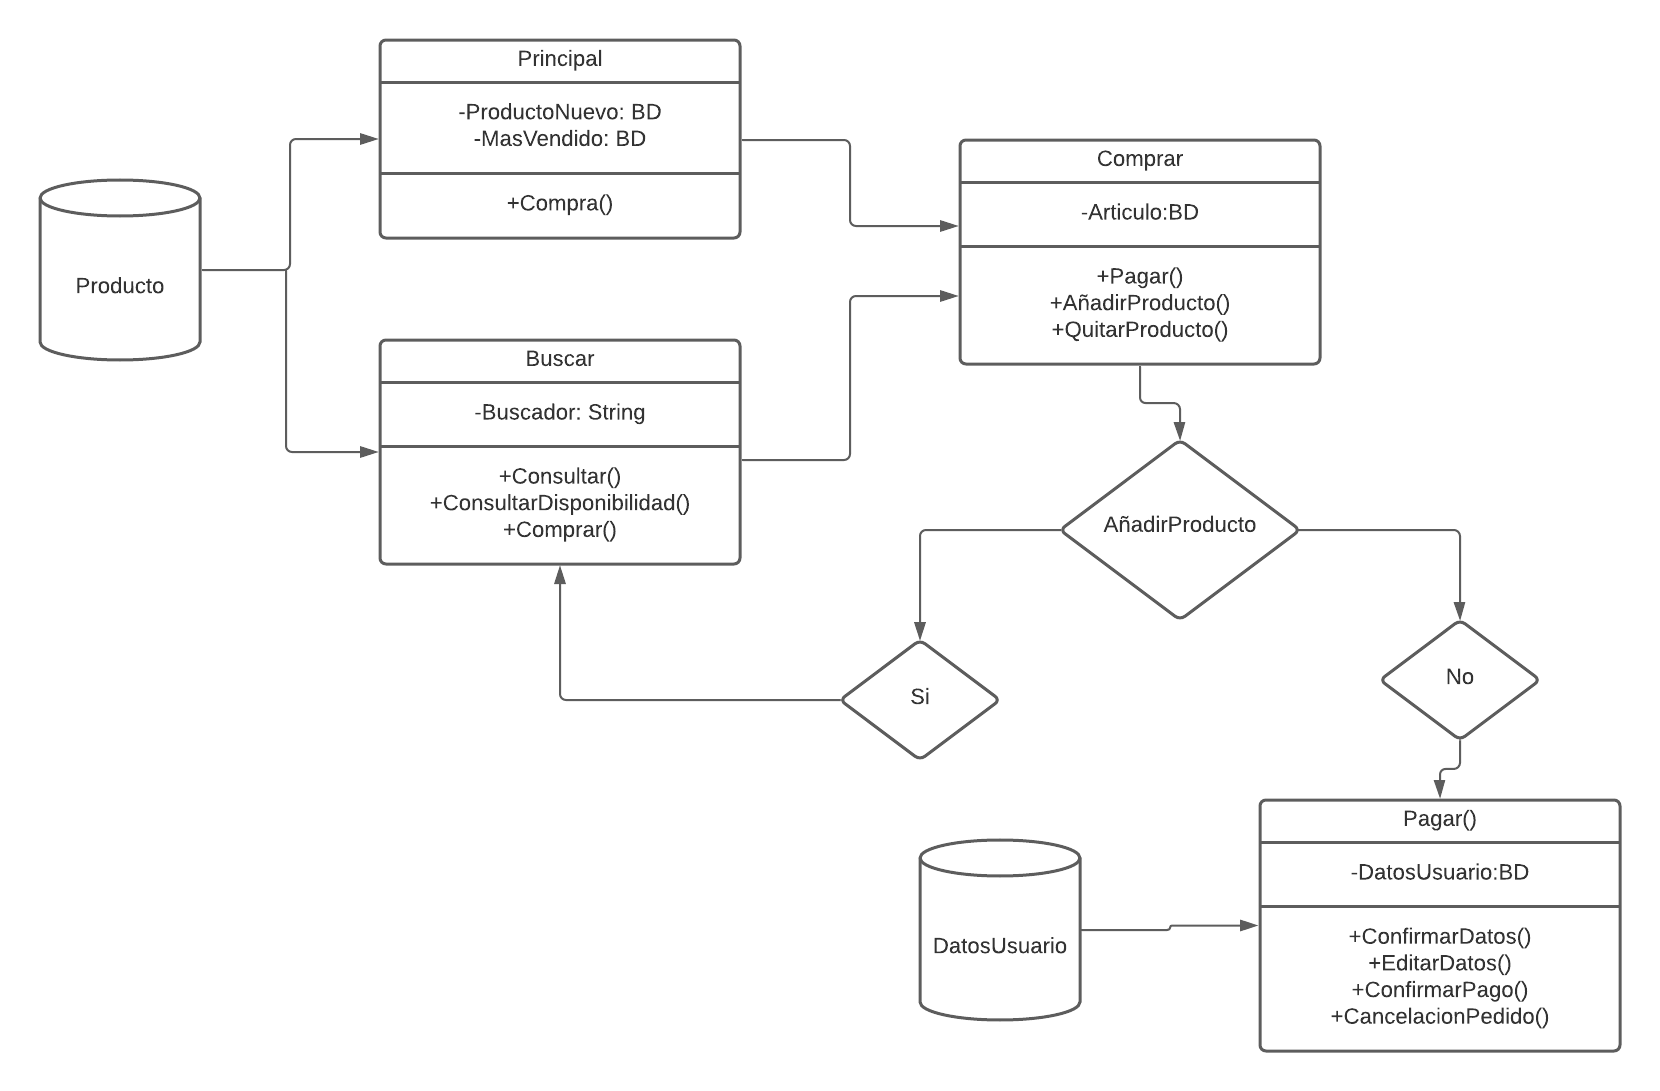 Principal
-ProductoNuevo: BD
-MasVendido: BD
+Compra()
Producto
Comprar
-Articulo:BD
+Pagar()
+AñadirProducto()
+QuitarProducto()
Buscar
-Buscador: String
+Consultar()
+ConsultarDisponibilidad()
+Comprar()
AñadirProducto
Si
No
Pagar()
-DatosUsuario:BD
+ConfirmarDatos()
+EditarDatos()
+ConfirmarPago()
+CancelacionPedido()
DatosUsuario